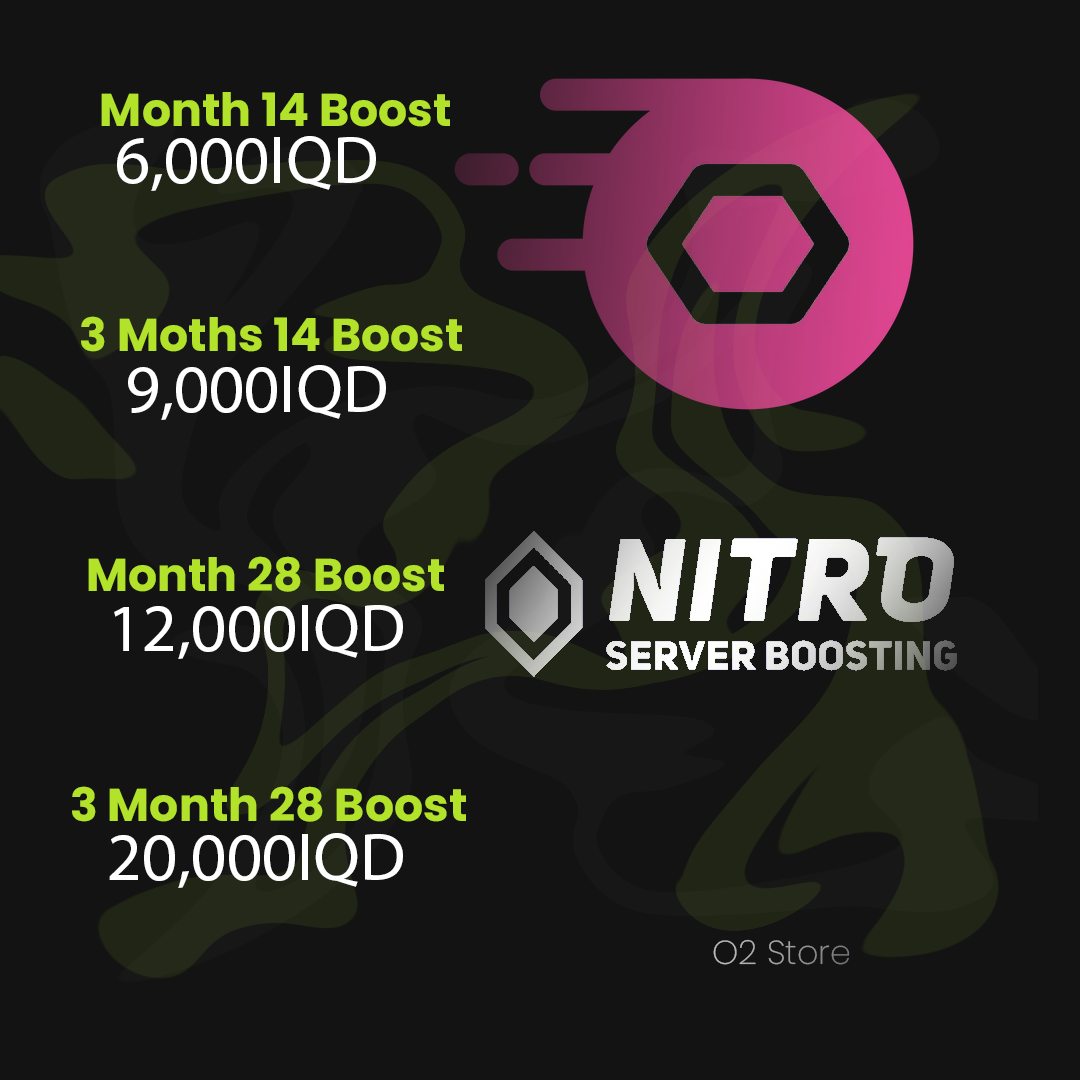 Month 14 Boost
6,000IQD
3 Moths 14 Boost
9,000IQD
Month 28 Boost
12,000IQD
3 Month 28 Boost
20,000IQD
NITRO
SERVER BOOSTING
O2 Store